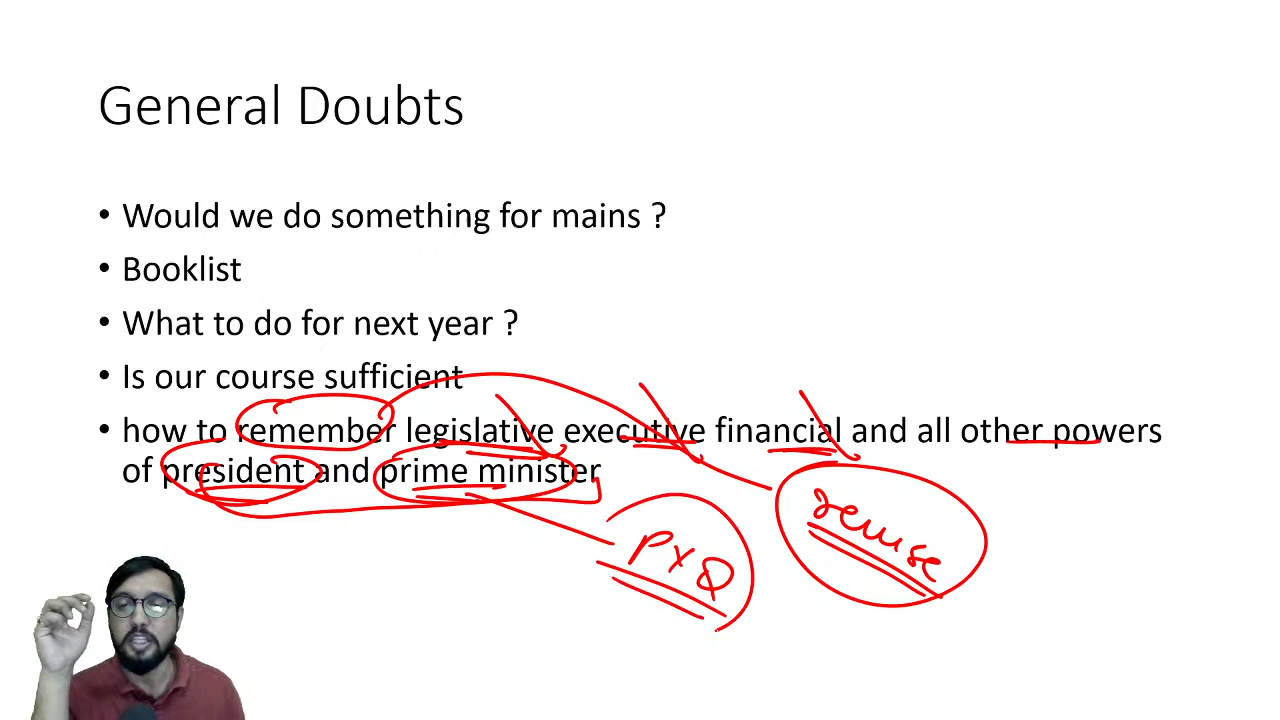 General Doubts
• Would we do something for mains ?
• Booklist
• What to do for next year ?
• Is our course sufficient
• how to remember legislative executive financial and all other powers
of president and prime minister
revise
PYQ